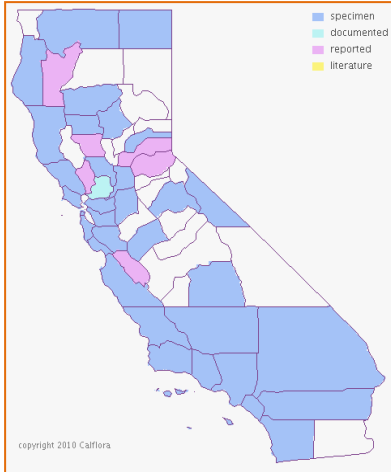 specimen
documented
reported
literature
copyright 2010 Calflora